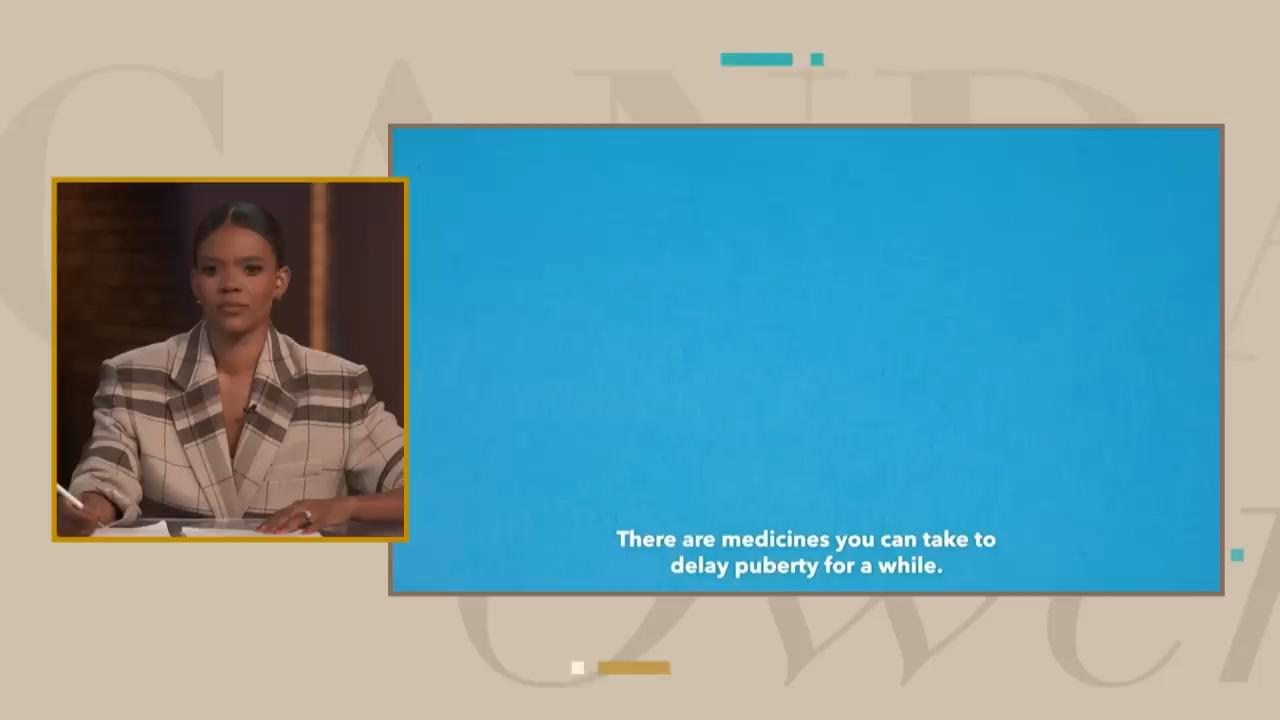 There are medicines you can take to
delay puberty for a while.